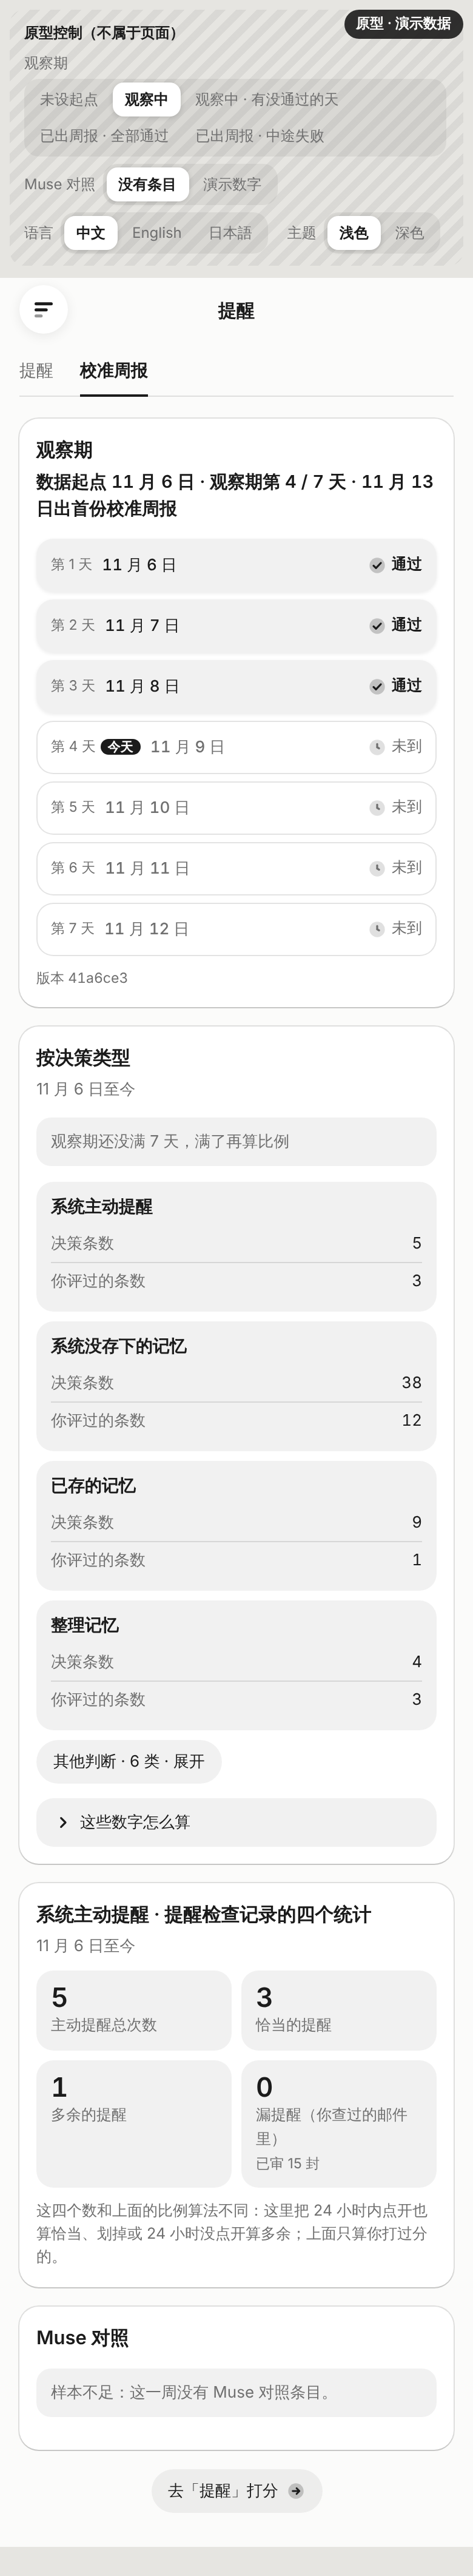 原型 · 演示数据
原型控制（不属于页面）
观察期
未设起点 观察中 观察中 · 有没通过的天
已出周报 · 全部通过 已出周报 · 中途失败
Muse 对照 没有条目 演示数字
语言 中文 English 日本語 主题 浅色 深色
提醒
提醒 校准周报
观察期
数据起点 11 月 6 日 · 观察期第 4 / 7 天 · 11 月 13
日出首份校准周报
第 1 天 11 月 6 日 通过
第 2 天 11 月 7 日 通过
第 3 天 11 月 8 日 通过
第 4 天 今天 11 月 9 日 未到
第 5 天 11 月 10 日 未到
第 6 天 11 月 11 日 未到
第 7 天 11 月 12 日 未到
版本 41a6ce3
按决策类型
11 月 6 日至今
观察期还没满 7 天，满了再算比例
系统主动提醒
决策条数 5
你评过的条数 3
系统没存下的记忆
决策条数 38
你评过的条数 12
已存的记忆
决策条数 9
你评过的条数 1
整理记忆
决策条数 4
你评过的条数 3
其他判断 · 6 类 · 展开
这些数字怎么算
系统主动提醒 · 提醒检查记录的四个统计
11 月 6 日至今
5
主动提醒总次数
3
恰当的提醒
1
多余的提醒
0
漏提醒（你查过的邮件
里）
已审 15 封
这四个数和上面的比例算法不同：这里把 24 小时内点开也
算恰当、划掉或 24 小时没点开算多余；上面只算你打过分
的。
Muse 对照
样本不足：这一周没有 Muse 对照条目。
去「提醒」打分